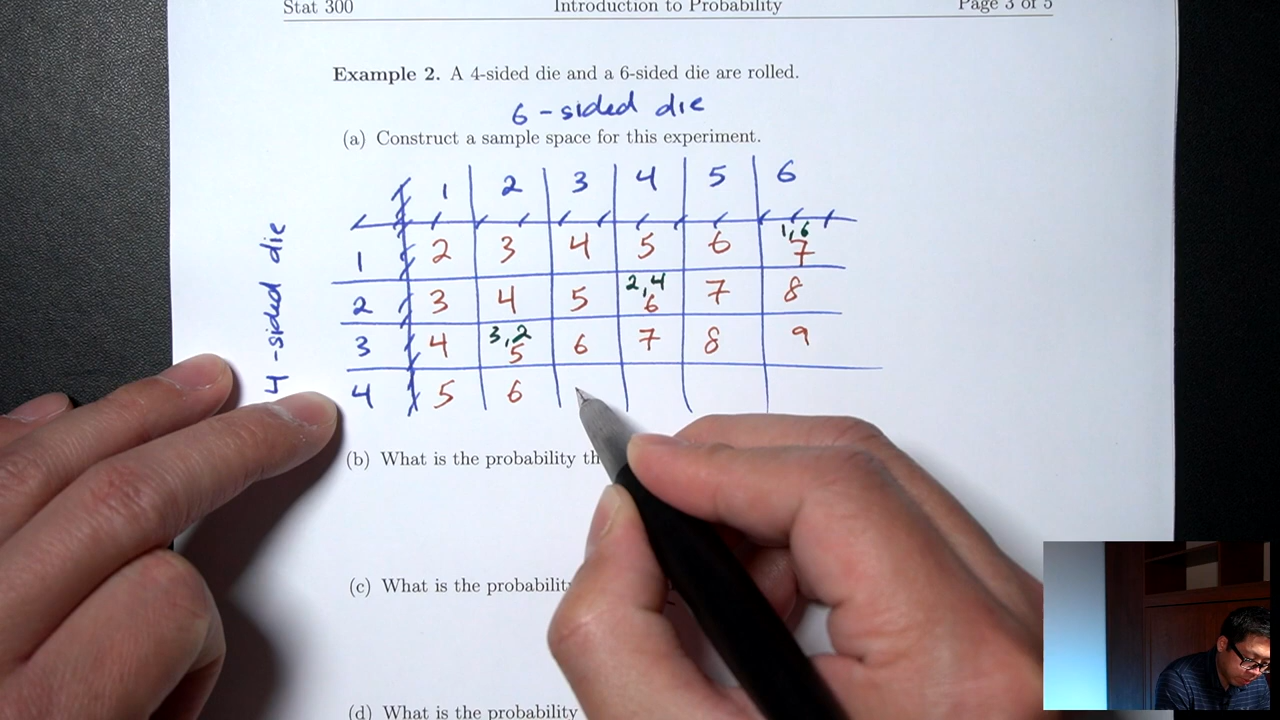 Stat 300 Introduction to Probability Page 3 of 5
Example 2. A 4-sided die and a 6-sided die are rolled.
6-sided die
(a) Construct a sample space for this experiment.
4-sided die
1 2 3 4 5 6
1,6
1 2 3 4 5 6 7
2,4
2 3 4 5 6 7 8
3,2
3 4 5 6 7 8 9
4 5 6
(b) What is the probability
(c) What is the
(d) What is the probability